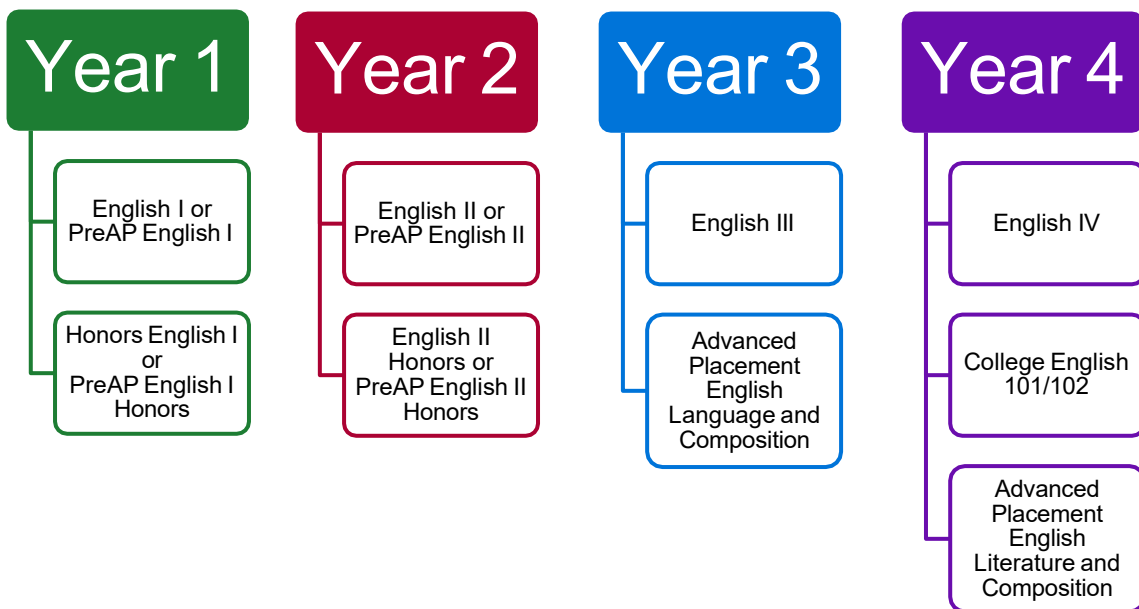 Year 1
English I or
PreAP English I
Honors English I
or
PreAP English I
Honors
Year 2
English II or
PreAP English II
English II
Honors or
PreAP English II
Honors
Year 3
English III
Advanced
Placement
English
Language and
Composition
Year 4
English IV
College English
101/102
Advanced
Placement
English
Literature and
Composition